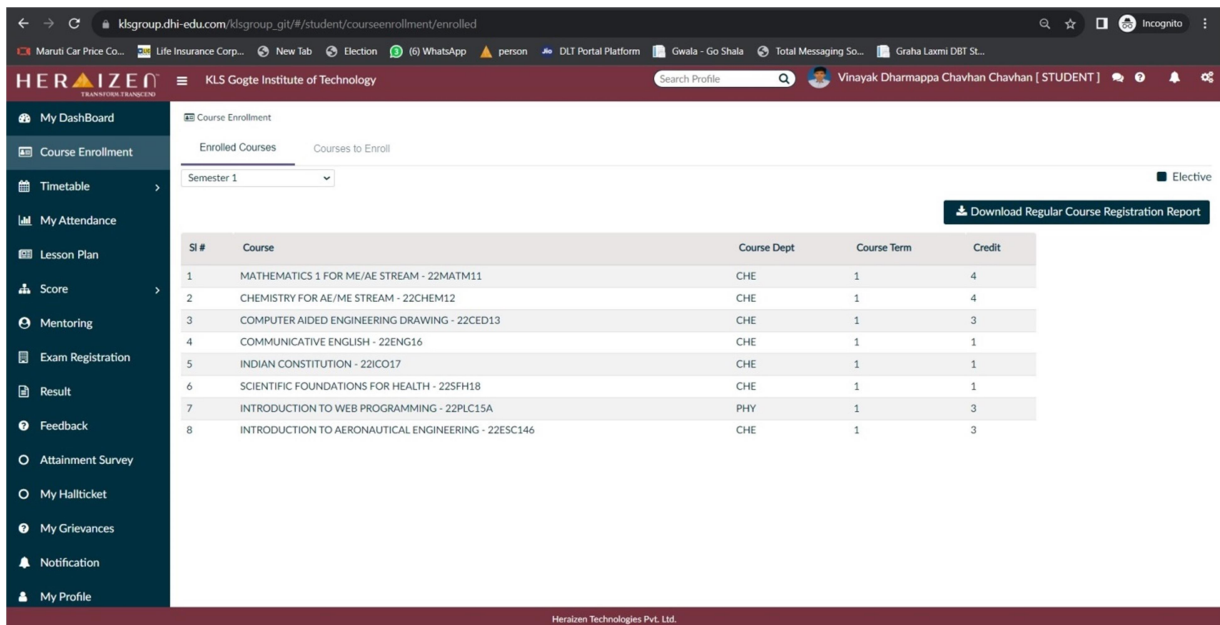 klsgroup.dhi-edu.com/klsgroup_git/#/student/courseenrollment/enrolled
Incognito
Maruti Car Price Co... Life Insurance Corp... New Tab Election (6) WhatsApp person Jio DLT Portal Platform Gwala - Go Shala Total Messaging So... Graha Laxmi DBT St...
HERAIZEN
TRANSFORM.TRANSCEND
KLS Gogte Institute of Technology
Search Profile
Vinayak Dharmappa Chavhan Chavhan [ STUDENT ]
My DashBoard
Course Enrollment
Timetable
My Attendance
Lesson Plan
Score
Mentoring
Exam Registration
Result
Feedback
Attainment Survey
My Hallticket
My Grievances
Notification
My Profile
Course Enrollment
Enrolled Courses Courses to Enroll
Semester 1
Elective
Download Regular Course Registration Report
Sl # Course Course Dept Course Term Credit
1 MATHEMATICS 1 FOR ME/AE STREAM - 22MATM11 CHE 1 4
2 CHEMISTRY FOR AE/ME STREAM - 22CHEM12 CHE 1 4
3 COMPUTER AIDED ENGINEERING DRAWING - 22CED13 CHE 1 3
4 COMMUNICATIVE ENGLISH - 22ENG16 CHE 1 1
5 INDIAN CONSTITUTION - 22ICO17 CHE 1 1
6 SCIENTIFIC FOUNDATIONS FOR HEALTH - 22SFH18 CHE 1 1
7 INTRODUCTION TO WEB PROGRAMMING - 22PLC15A PHY 1 3
8 INTRODUCTION TO AERONAUTICAL ENGINEERING - 22ESC146 CHE 1 3
Heraizen Technologies Pvt. Ltd.